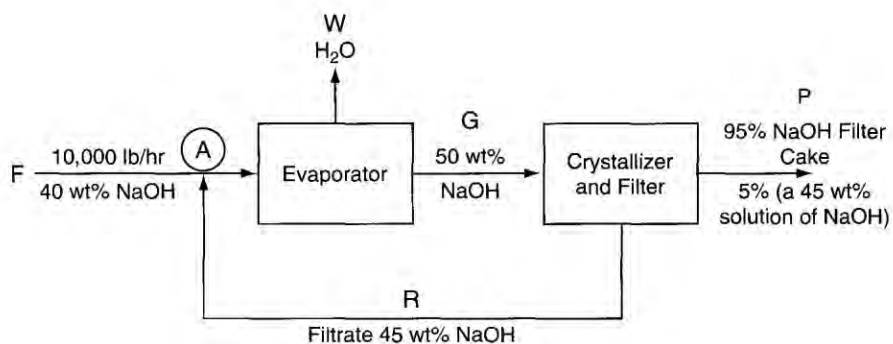 W
H₂O
G
P
F
10,000 lb/hr
40 wt% NaOH
A
Evaporator
50 wt%
NaOH
Crystallizer
and Filter
95% NaOH Filter
Cake
5% (a 45 wt%
solution of NaOH)
R
Filtrate 45 wt% NaOH